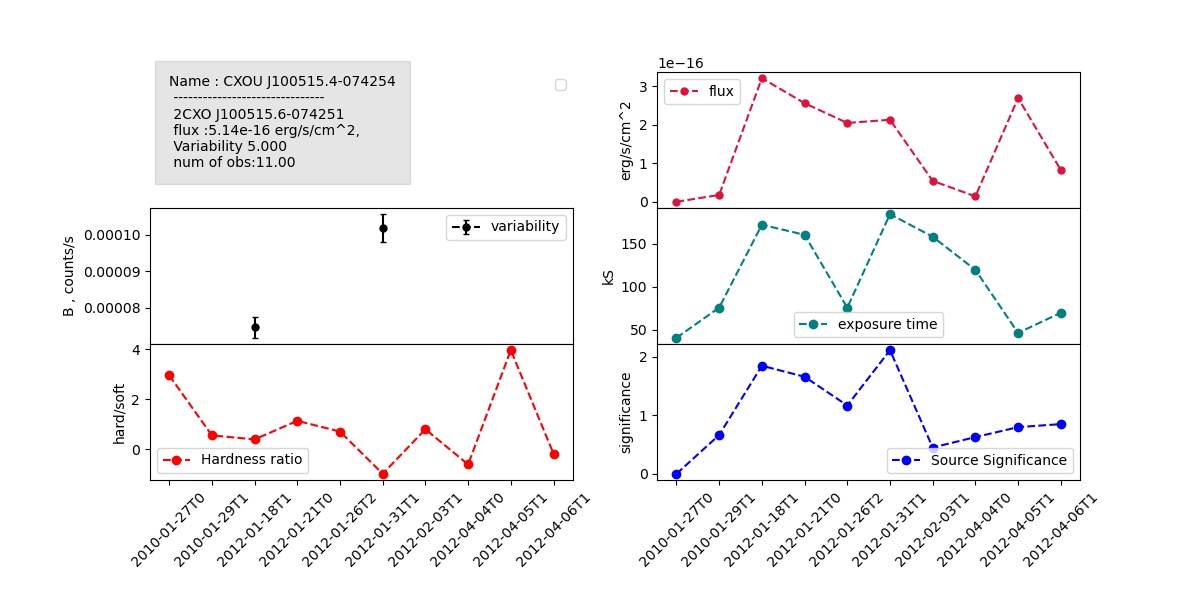 Name : CXOU J100515.4-074254
------------------------------
2CXO J100515.6-074251
flux :5.14e-16 erg/s/cm^2,
Variability 5.000
num of obs:11.00
B , counts/s
0.00010
0.00009
0.00008
variability
hard/soft
4
2
0
Hardness ratio
2010-01-27T0
2010-01-29T1
2012-01-18T1
2012-01-21T0
2012-01-26T2
2012-01-31T1
2012-02-03T1
2012-04-04T0
2012-04-05T1
2012-04-06T1
1e−16
erg/s/cm^2
3
2
1
0
flux
kS
150
100
50
exposure time
significance
2
1
0
Source Significance
2010-01-27T0
2010-01-29T1
2012-01-18T1
2012-01-21T0
2012-01-26T2
2012-01-31T1
2012-02-03T1
2012-04-04T0
2012-04-05T1
2012-04-06T1